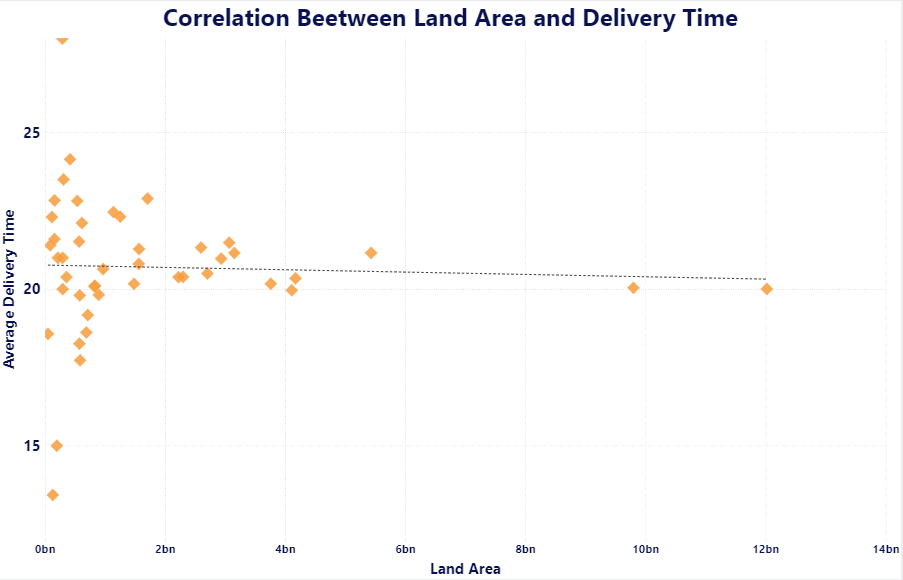 Correlation Beetween Land Area and Delivery Time
25
20
15
Average Delivery Time
0bn 2bn 4bn 6bn 8bn 10bn 12bn 14bn
Land Area